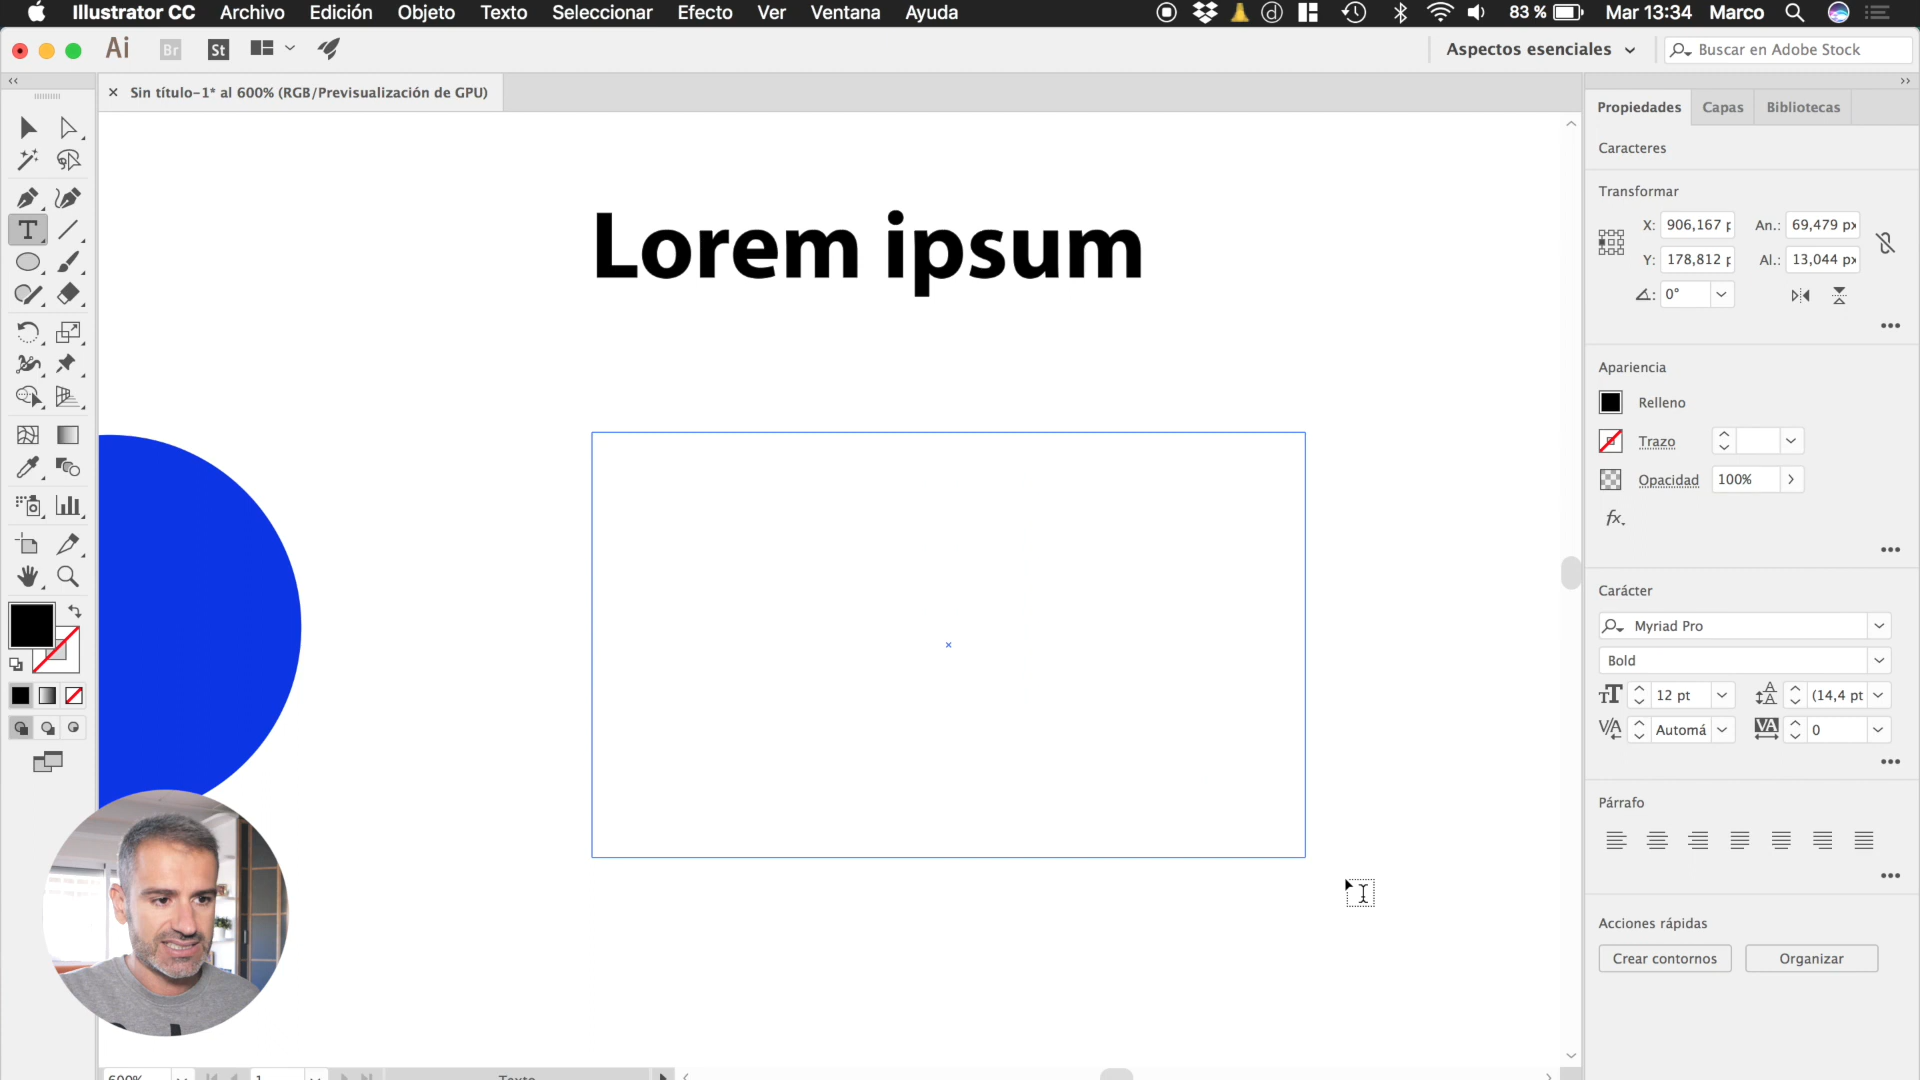 Illustrator CC Archivo Edición Objeto Texto Seleccionar Efecto Ver Ventana Ayuda 83 % Mar 13:34 Marco
Ai Br St Aspectos esenciales Buscar en Adobe Stock
Sin título-1* al 600% (RGB/Previsualización de GPU)
Propiedades Capas Bibliotecas
Caracteres
Transformar
X: 906,167 p An.: 69,479 px
Y: 178,812 p Al.: 13,044 px
0°
Lorem ipsum
Apariencia
Relleno
Trazo
Opacidad 100%
fx.
Carácter
Myriad Pro
Bold
12 pt (14,4 pt
Automá 0
Párrafo
Acciones rápidas
Crear contornos Organizar
600% 1 Texto